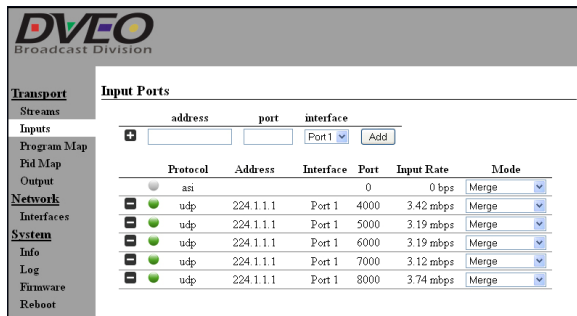 DVEO
Broadcast Division
Transport
Streams
Inputs
Program Map
Pid Map
Output
Network
Interfaces
System
Info
Log
Firmware
Reboot
Input Ports
address port interface
Port 1 Add
Protocol Address Interface Port Input Rate Mode
asi 0 0 bps Merge
udp 224.1.1.1 Port 1 4000 3.42 mbps Merge
udp 224.1.1.1 Port 1 5000 3.19 mbps Merge
udp 224.1.1.1 Port 1 6000 3.19 mbps Merge
udp 224.1.1.1 Port 1 7000 3.12 mbps Merge
udp 224.1.1.1 Port 1 8000 3.74 mbps Merge